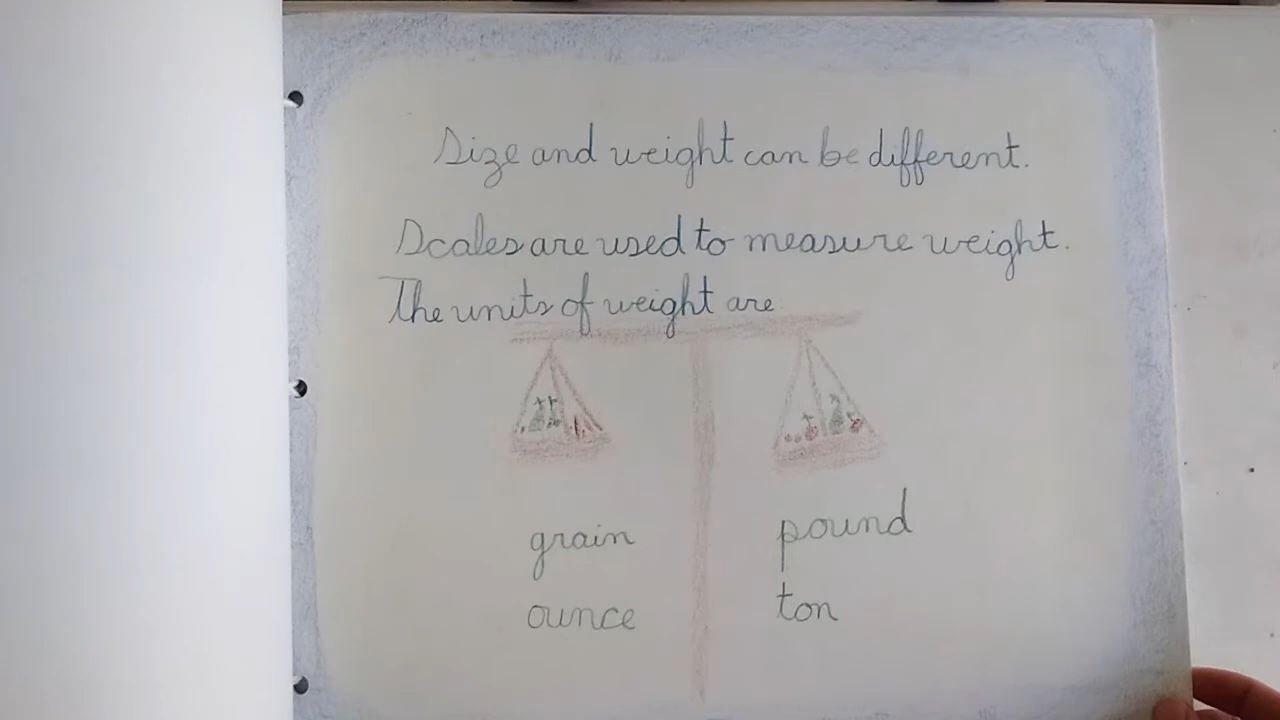 Size and weight can be different.
Scales are used to measure weight.
The units of weight are
grain
pound
ounce
ton